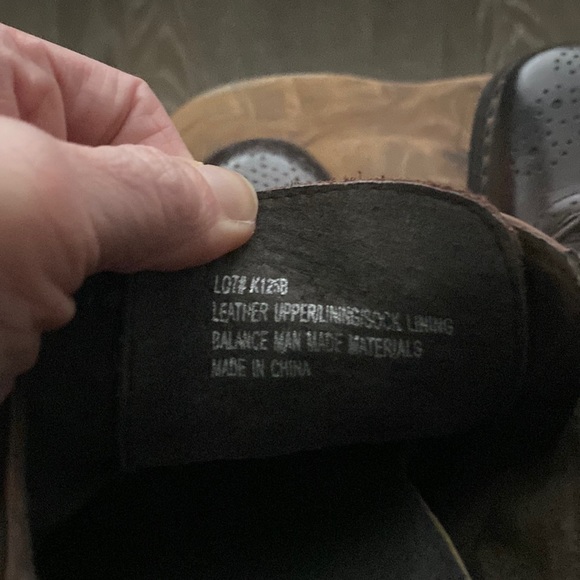 LOT# K125B
LEATHER UPPER/LINING/SOCK LINING
BALANCE MAN MADE MATERIALS
MADE IN CHINA